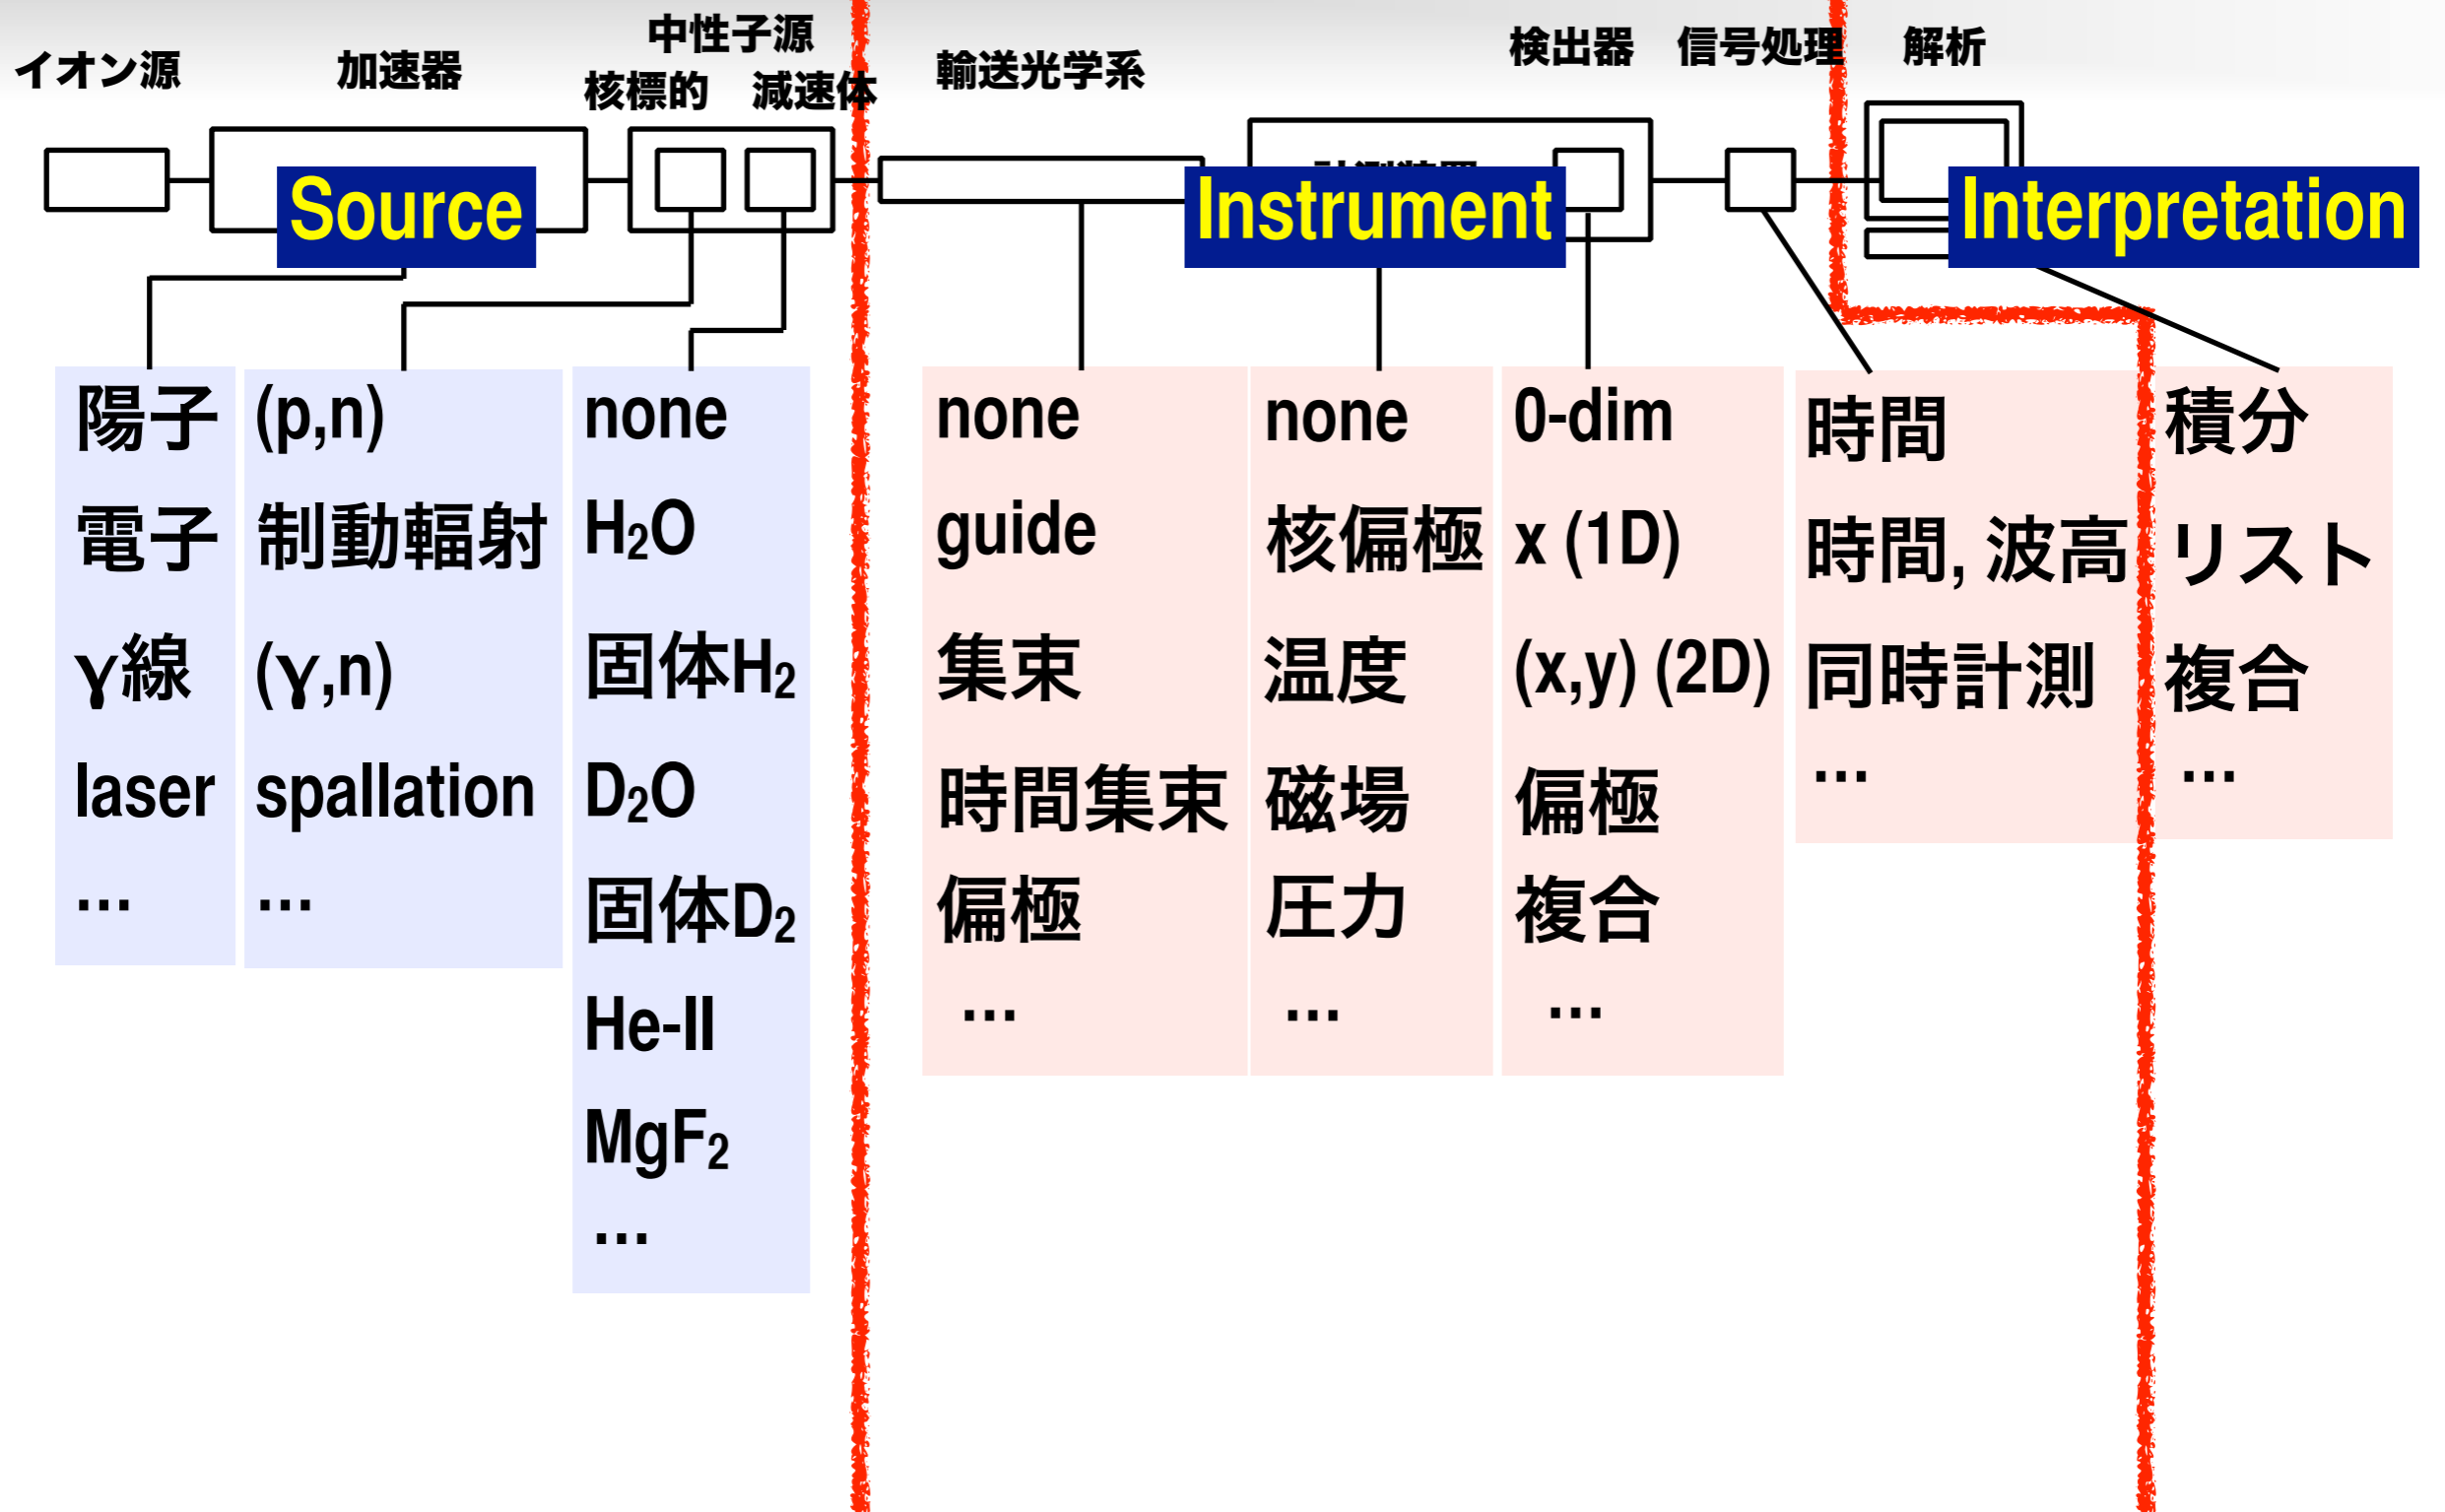 イオン源
加速器
中性子源
核標的
減速体
輸送光学系
検出器
信号処理
解析
Source
Instrument
Interpretation
陽子
電子
γ線
laser
…
(p,n)
制動輻射
(γ,n)
spallation
…
none
H₂O
固体H₂
D₂O
固体D₂
He-II
MgF₂
…
none
guide
集束
時間集束
偏極
…
none
核偏極
温度
磁場
圧力
…
0-dim
x (1D)
(x,y) (2D)
偏極
複合
…
時間
時間, 波高
同時計測
…
積分
リスト
複合
…